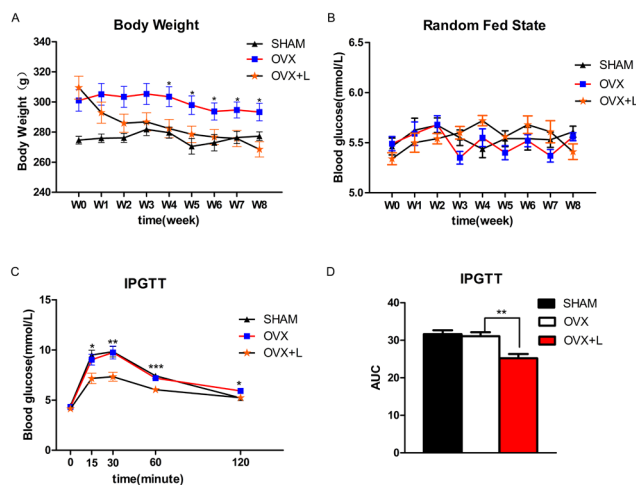 A
Body Weight
SHAM
OVX
OVX+L
Body Weight (g)
340
320
300
280
260
240
* * * * *
W0 W1 W2 W3 W4 W5 W6 W7 W8
time(week)
B
Random Fed State
SHAM
OVX
OVX+L
Blood glucose(mmol/L)
6.5
6.0
5.5
5.0
W0 W1 W2 W3 W4 W5 W6 W7 W8
time(week)
C
IPGTT
SHAM
OVX
OVX+L
Blood glucose(mmol/L)
15
10
5
0
* ** *** *
0 15 30 60 120
time(minute)
D
IPGTT
SHAM
OVX
OVX+L
AUC
40
30
20
10
0
**